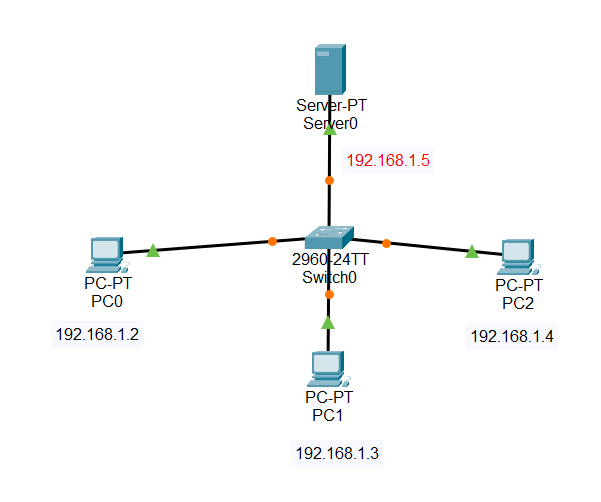 Server-PT
Server0
192.168.1.5
2960-24TT
Switch0
PC-PT
PC0
192.168.1.2
PC-PT
PC2
192.168.1.4
PC-PT
PC1
192.168.1.3